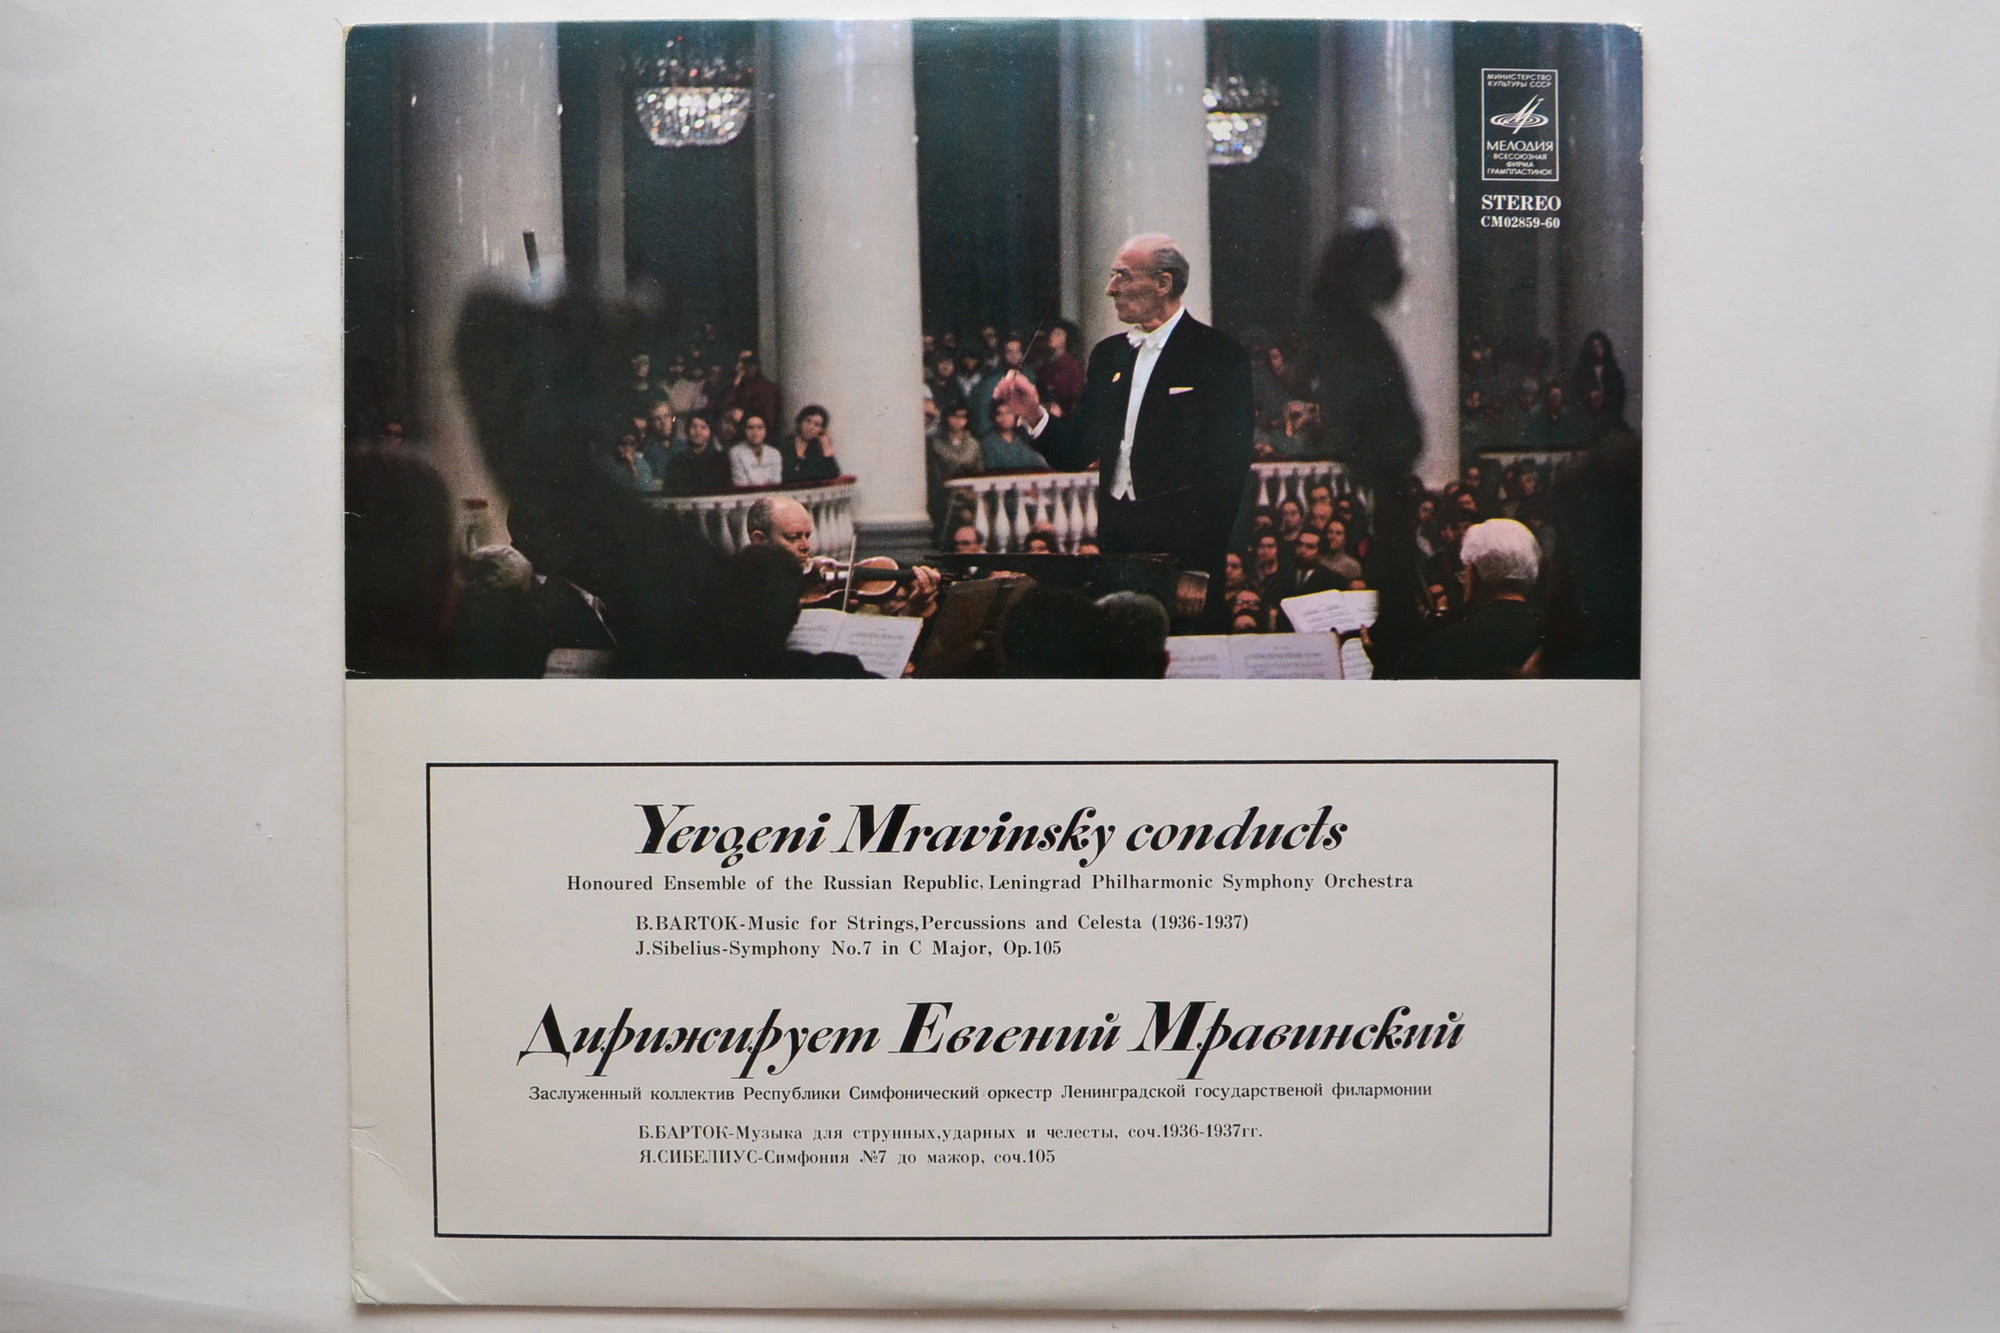 МИНИСТЕРСТВО
КУЛЬТУРЫ СССР
МЕЛОДИЯ
ВСЕСОЮЗНАЯ
ФИРМА
ГРАМПЛАСТИНОК
STEREO
CM02859-60
Yevgeni Mravinsky conducts
Honoured Ensemble of the Russian Republic, Leningrad Philharmonic Symphony Orchestra
B.BARTOK-Music for Strings,Percussions and Celesta (1936-1937)
J.Sibelius-Symphony No.7 in C Major, Op.105
Дирижирует Евгений Мравинский
Заслуженный коллектив Республики Симфонический оркестр Ленинградской государственой филармонии
Б.БАРТОК-Музыка для струнных,ударных и челесты, соч.1936-1937гг.
Я.СИБЕЛИУС-Симфония №7 до мажор, соч.105